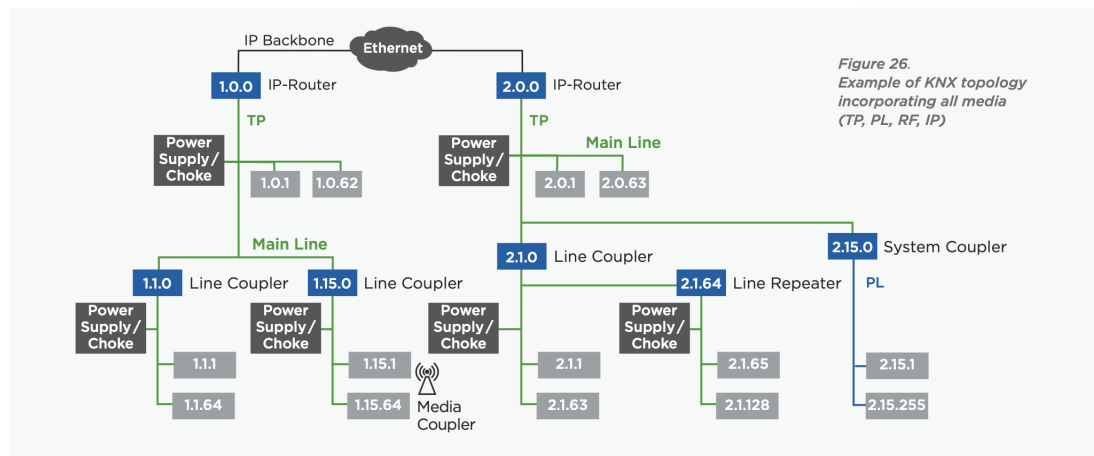 IP Backbone
Ethernet
1.0.0
IP-Router
2.0.0
IP-Router
Figure 26.
Example of KNX topology
incorporating all media
(TP, PL, RF, IP)
TP
TP
Power
Supply/
Choke
1.0.1
1.0.62
Power
Supply/
Choke
Main Line
2.0.1
2.0.63
Main Line
1.1.0
Line Coupler
1.15.0
Line Coupler
2.1.0
Line Coupler
2.15.0
System Coupler
2.1.64
Line Repeater
PL
Power
Supply/
Choke
Power
Supply/
Choke
Power
Supply/
Choke
Power
Supply/
Choke
1.1.1
1.15.1
2.1.1
2.1.65
2.15.1
1.1.64
1.15.64
Media
Coupler
2.1.63
2.1.128
2.15.255